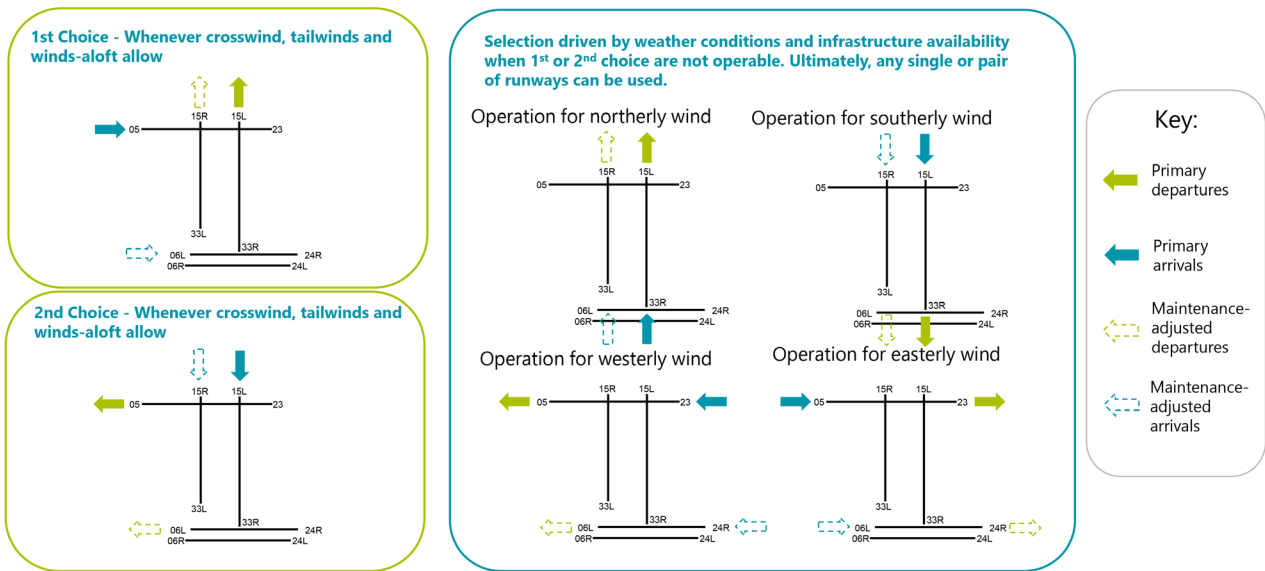 1st Choice - Whenever crosswind, tailwinds and
winds-aloft allow
15R
15L
05
23
33L
33R
06L
24R
06R
24L
2nd Choice - Whenever crosswind, tailwinds and
winds-aloft allow
15R
15L
05
23
33L
33R
06L
24R
06R
24L
Selection driven by weather conditions and infrastructure availability
when 1st or 2nd choice are not operable. Ultimately, any single or pair
of runways can be used.
Operation for northerly wind
15R
15L
05
23
33L
33R
06L
24R
06R
24L
Operation for southerly wind
15R
15L
05
23
33L
33R
06L
24R
06R
24L
Operation for westerly wind
15R
15L
05
23
33L
33R
06L
24R
06R
24L
Operation for easterly wind
15R
15L
05
23
33L
33R
06L
24R
06R
24L
Key:
Primary
departures
Primary
arrivals
Maintenance-
adjusted
departures
Maintenance-
adjusted
arrivals